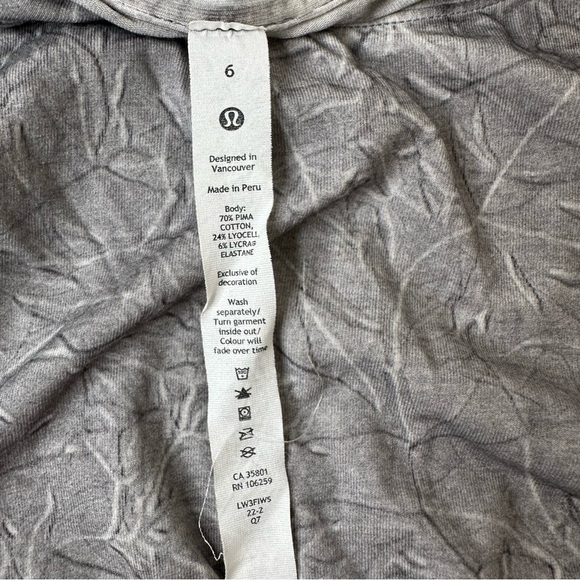 6
Designed in
Vancouver
Made in Peru
Body:
70% PIMA
COTTON,
24% LYOCELL
6% LYCRA®
ELASTANE
Exclusive of
decoration
Wash
separately/
Turn garment
inside out/
Colour will
fade over time
CA 35801
RN 106259
LW3FIWS
22-2
Q7